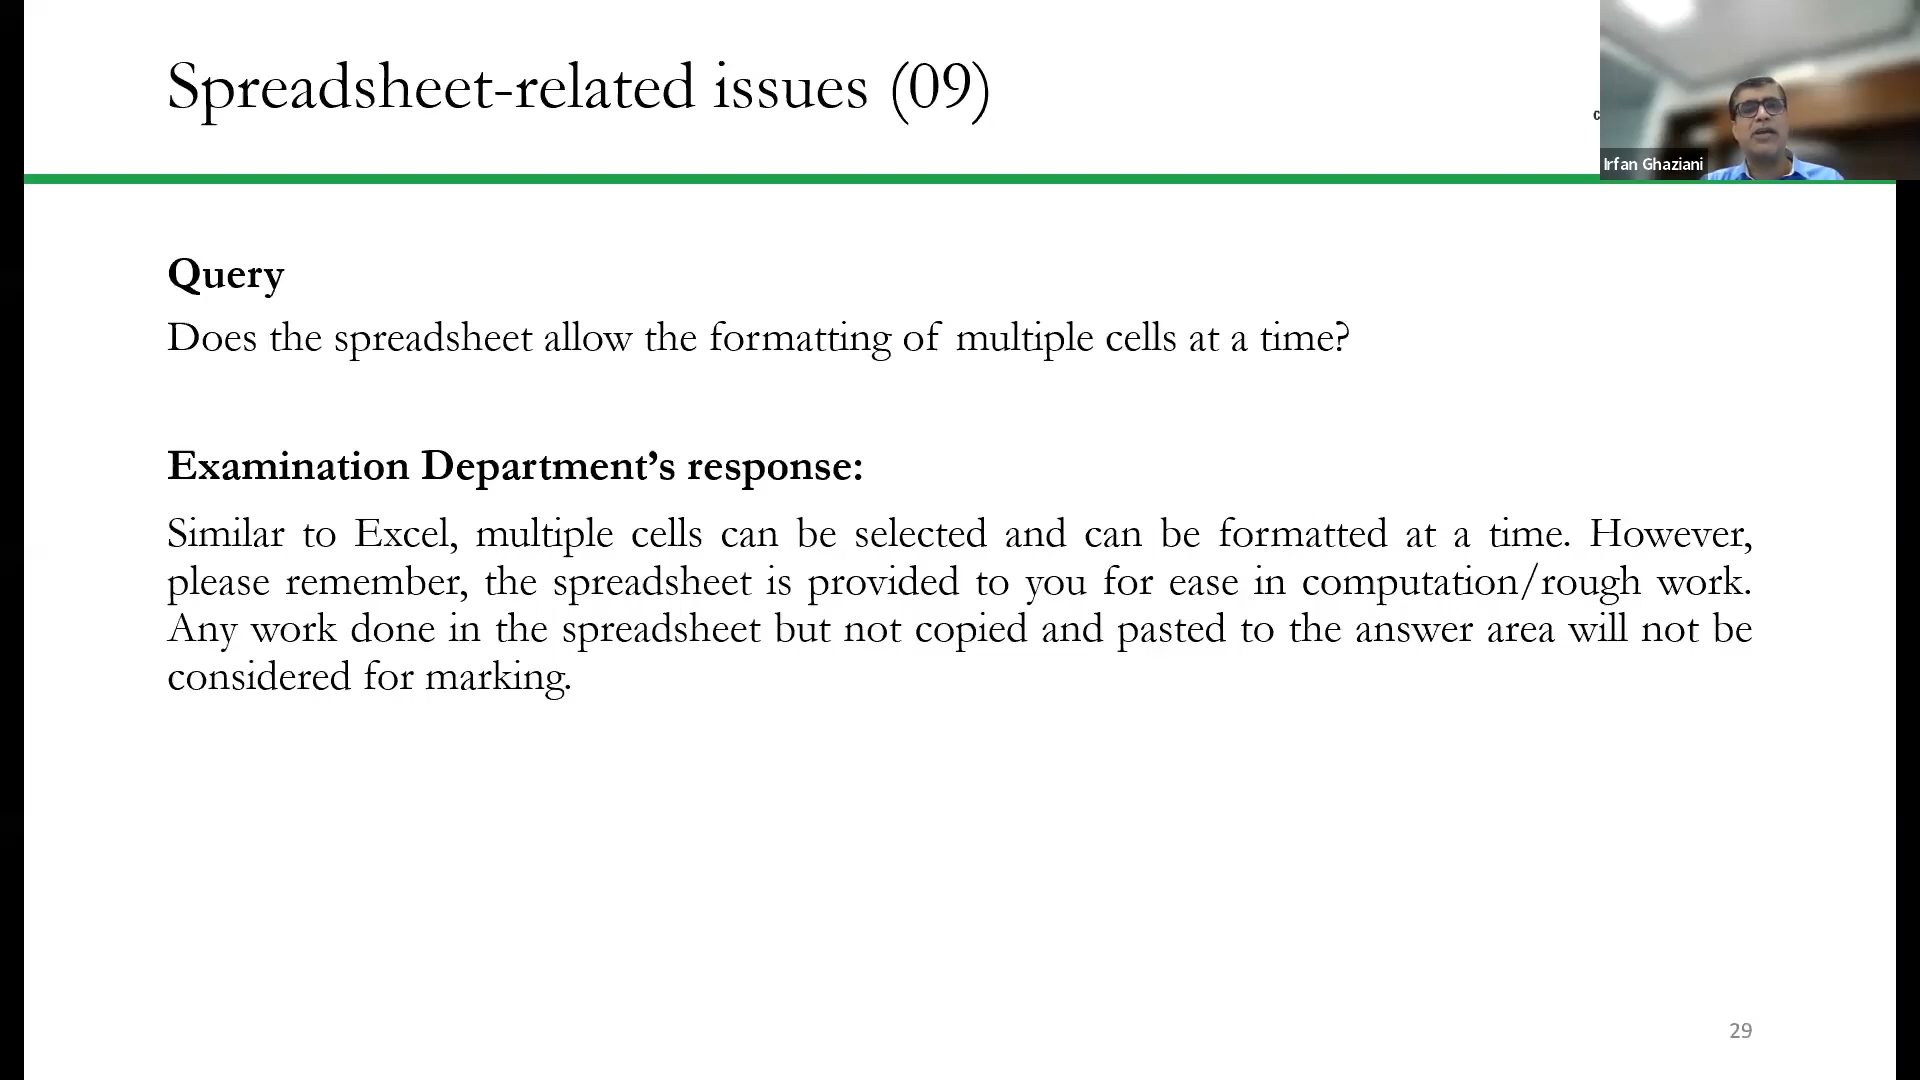 Spreadsheet-related issues (09)
Irfan Ghaziani
Query
Does the spreadsheet allow the formatting of multiple cells at a time?
Examination Department’s response:
Similar to Excel, multiple cells can be selected and can be formatted at a time. However,
please remember, the spreadsheet is provided to you for ease in computation/rough work.
Any work done in the spreadsheet but not copied and pasted to the answer area will not be
considered for marking.
29